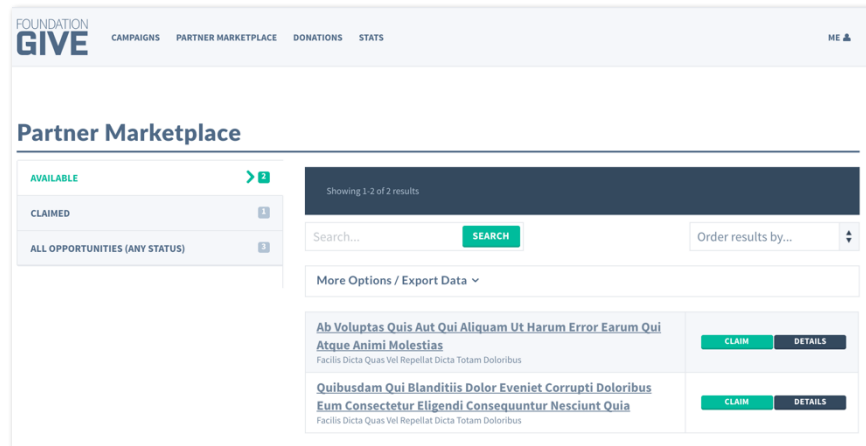 FOUNDATION
GIVE
CAMPAIGNS PARTNER MARKETPLACE DONATIONS STATS
ME
Partner Marketplace
AVAILABLE 2
CLAIMED 1
ALL OPPORTUNITIES (ANY STATUS) 3
Showing 1-2 of 2 results
Search... SEARCH
Order results by...
More Options / Export Data
Ab Voluptas Quis Aut Qui Aliquam Ut Harum Error Earum Qui
Atque Animi Molestias
Facilis Dicta Quas Vel Repellat Dicta Totam Doloribus
CLAIM DETAILS
Quibusdam Qui Blanditiis Dolor Eveniet Corrupti Doloribus
Eum Consectetur Eligendi Consequuntur Nesciunt Quia
Facilis Dicta Quas Vel Repellat Dicta Totam Doloribus
CLAIM DETAILS